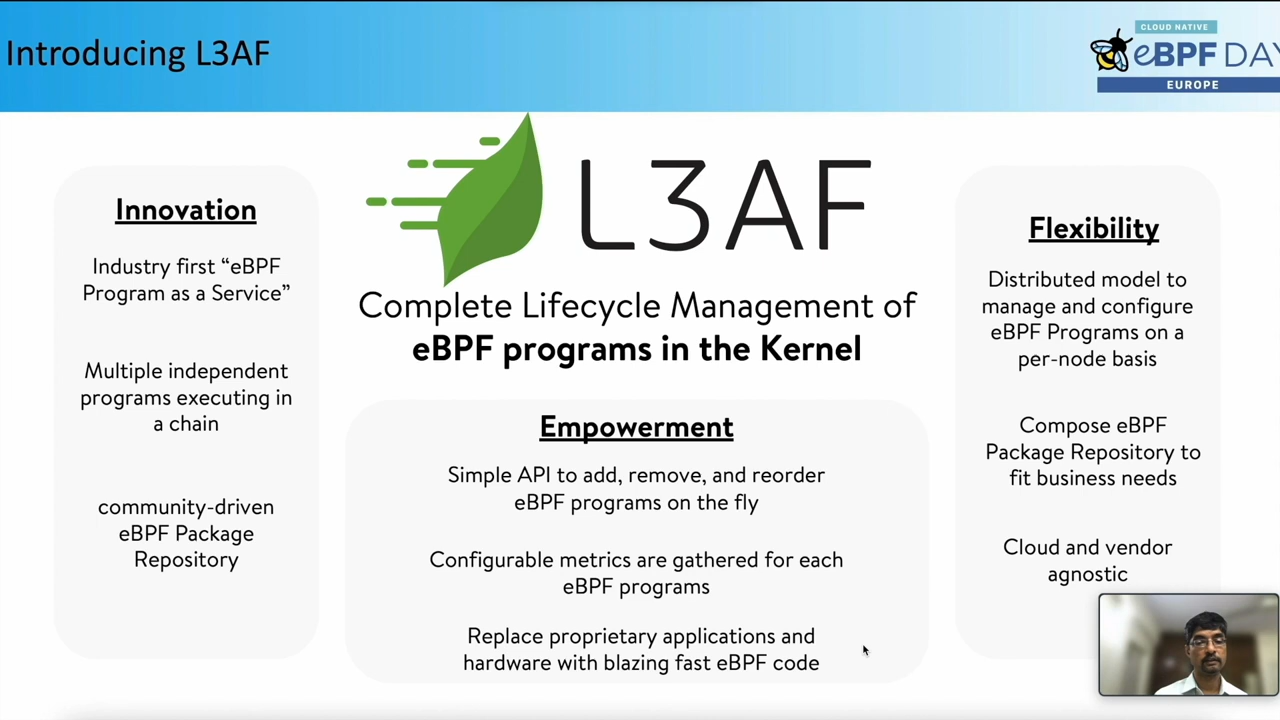 Introducing L3AF
CLOUD NATIVE
eBPF DAY
EUROPE
L3AF
Complete Lifecycle Management of
eBPF programs in the Kernel
Innovation
Industry first “eBPF
Program as a Service”
Multiple independent
programs executing in
a chain
community-driven
eBPF Package
Repository
Empowerment
Simple API to add, remove, and reorder
eBPF programs on the fly
Configurable metrics are gathered for each
eBPF programs
Replace proprietary applications and
hardware with blazing fast eBPF code
Flexibility
Distributed model to
manage and configure
eBPF Programs on a
per-node basis
Compose eBPF
Package Repository to
fit business needs
Cloud and vendor
agnostic